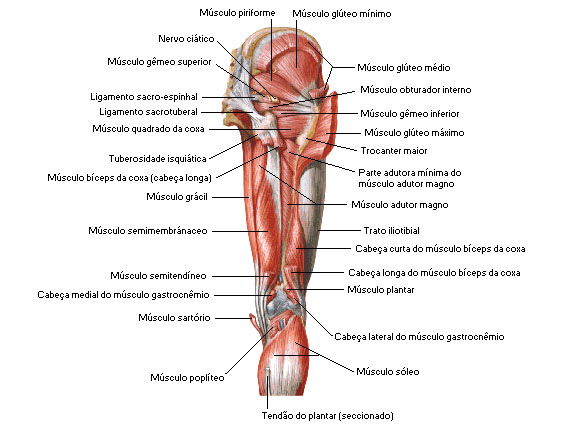 Músculo piriforme
Músculo glúteo mínimo
Nervo ciático
Músculo gêmeo superior
Músculo glúteo médio
Músculo obturador interno
Ligamento sacro-espinhal
Ligamento sacrotuberal
Músculo gêmeo inferior
Músculo quadrado da coxa
Músculo glúteo máximo
Trocanter maior
Tuberosidade isquiática
Músculo bíceps da coxa (cabeça longa)
Parte adutora mínima do
músculo adutor magno
Músculo grácil
Músculo adutor magno
Músculo semimembránaceo
Trato iliotibial
Cabeça curta do músculo bíceps da coxa
Músculo semitendíneo
Cabeça longa do músculo bíceps da coxa
Cabeça medial do músculo gastrocnêmio
Músculo plantar
Músculo sartório
Cabeça lateral do músculo gastrocnêmio
Músculo poplíteo
Músculo sóleo
Tendão do plantar (seccionado)